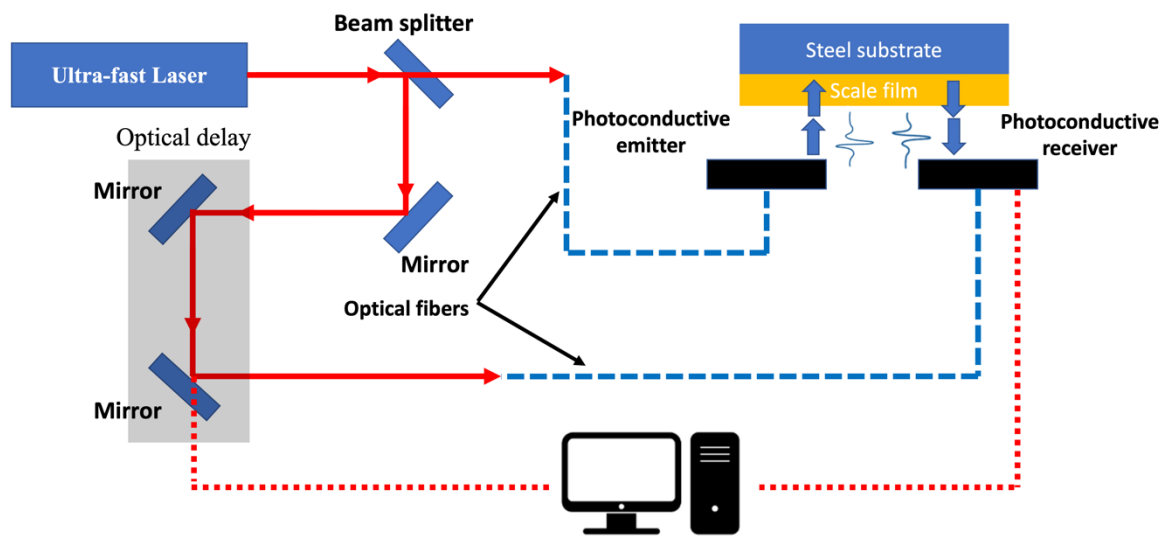 Beam splitter
Ultra-fast Laser
Steel substrate
Scale film
Photoconductive
emitter
Photoconductive
receiver
Optical delay
Mirror
Mirror
Optical fibers
Mirror